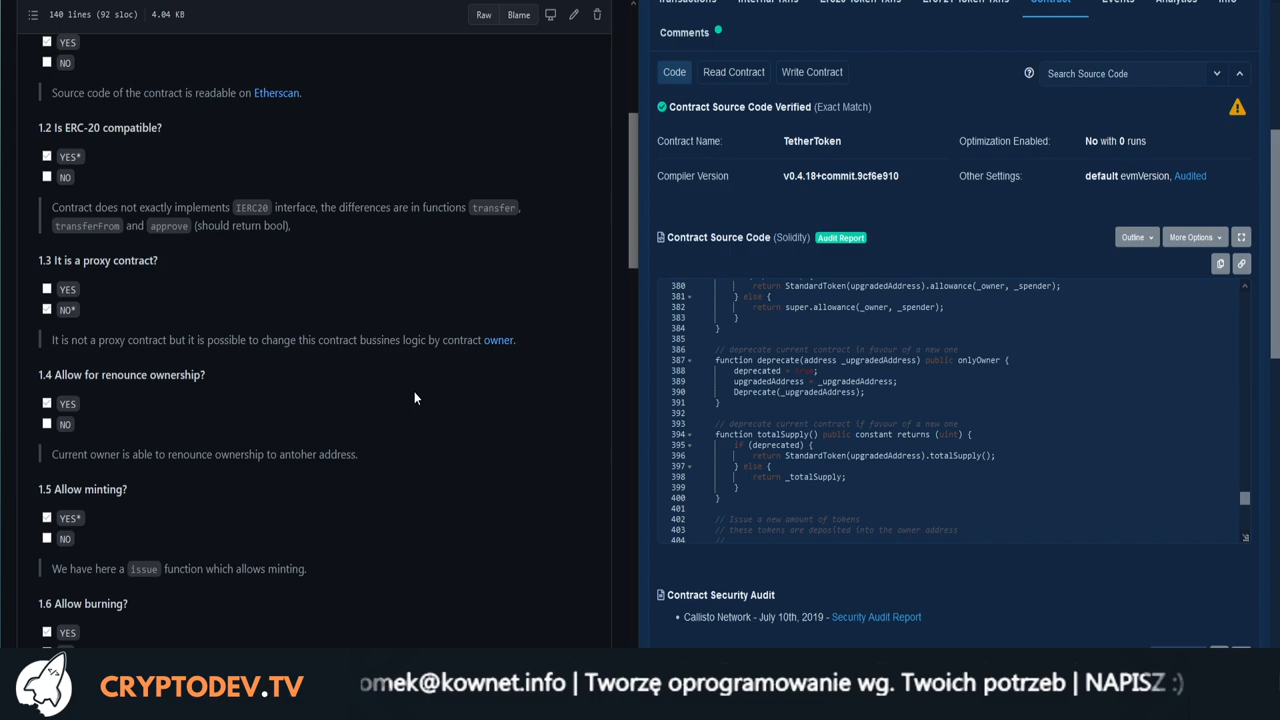 140 lines (92 sloc) | 4.04 KB
Raw
Blame
YES
NO
Source code of the contract is readable on Etherscan.
1.2 Is ERC-20 compatible?
YES*
NO
Contract does not exactly implements IERC20 interface, the differences are in functions transfer,
transferFrom and approve (should return bool),
1.3 It is a proxy contract?
YES
NO*
It is not a proxy contract but it is possible to change this contract bussines logic by contract owner.
1.4 Allow for renounce ownership?
YES
NO
Current owner is able to renounce ownership to antoher address.
1.5 Allow minting?
YES*
NO
We have here a issue function which allows minting.
1.6 Allow burning?
YES
Contract
Comments
Code
Read Contract
Write Contract
Search Source Code
Contract Source Code Verified (Exact Match)
Contract Name:
TetherToken
Optimization Enabled:
No with 0 runs
Compiler Version
v0.4.18+commit.9cf6e910
Other Settings:
default evmVersion, Audited
Contract Source Code (Solidity)
Audit Report
Outline
More Options
380 return StandardToken(upgradedAddress).allowance(_owner, _spender);
381 } else {
382 return super.allowance(_owner, _spender);
383 }
384 }
385
386 // deprecate current contract in favour of a new one
387 function deprecate(address _upgradedAddress) public onlyOwner {
388 deprecated = true;
389 upgradedAddress = _upgradedAddress;
390 Deprecate(_upgradedAddress);
391 }
392
393 // deprecate current contract if favour of a new one
394 function totalSupply() public constant returns (uint) {
395 if (deprecated) {
396 return StandardToken(upgradedAddress).totalSupply();
397 } else {
398 return _totalSupply;
399 }
400 }
401
402 // Issue a new amount of tokens
403 // these tokens are deposited into the owner address
404 //
Contract Security Audit
• Callisto Network - July 10th, 2019 - Security Audit Report
CRYPTODEV.TV
omek@kownet.info | Tworzę oprogramowanie wg. Twoich potrzeb | NAPISZ :)